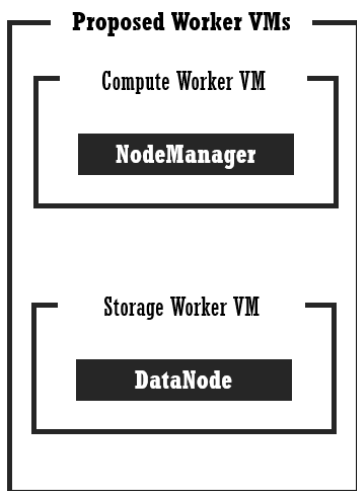 Proposed Worker VMs
Compute Worker VM
NodeManager
Storage Worker VM
DataNode